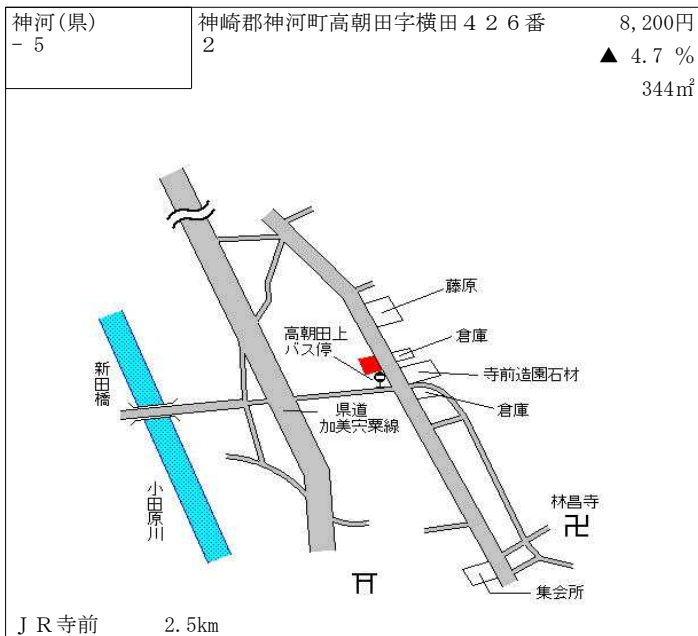 神河(県)
- 5
神崎郡神河町高朝田字横田４２６番
2
8,200円
▲ 4.7 %
344㎡
藤原
高朝田上
バス停
倉庫
寺前造園石材
新田橋
倉庫
県道
加美宍粟線
小田原川
林昌寺
卍
集会所
ＪＲ寺前 2.5km